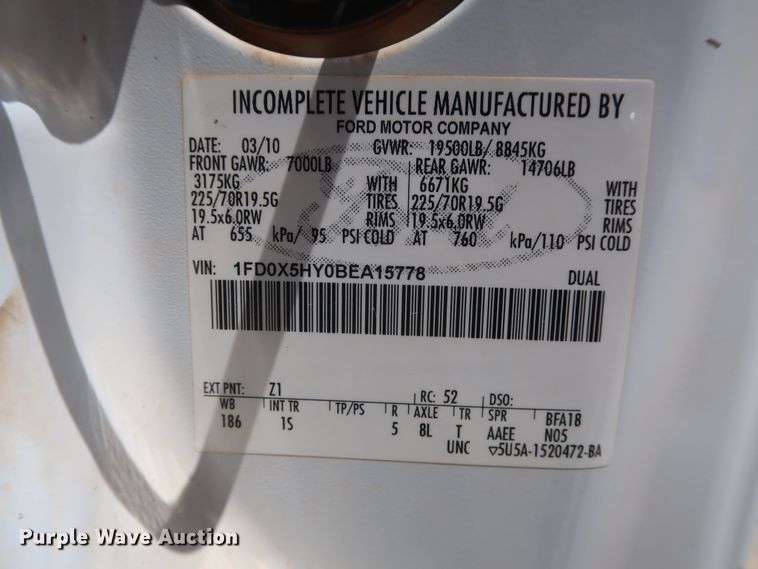 INCOMPLETE VEHICLE MANUFACTURED BY
FORD MOTOR COMPANY
DATE: 03/10 GVWR: 19500LB/ 8845KG
FRONT GAWR: 7000LB REAR GAWR: 14706LB
3175KG WITH 6671KG WITH
225/70R19.5G TIRES 225/70R19.5G TIRES
19.5x6.0RW RIMS 19.5x6.0RW RIMS
AT 655 kPa/ 95 PSI COLD AT 760 kPa/110 PSI COLD
VIN: 1FD0X5HY0BEA15778 DUAL
EXT PNT: Z1 RC: 52 DSO:
WB INT TR TP/PS R AXLE TR SPR BFA18
186 1S 5 8L T AAEE N05
UNC ▽5U5A-1520472-BA
Purple Wave Auction